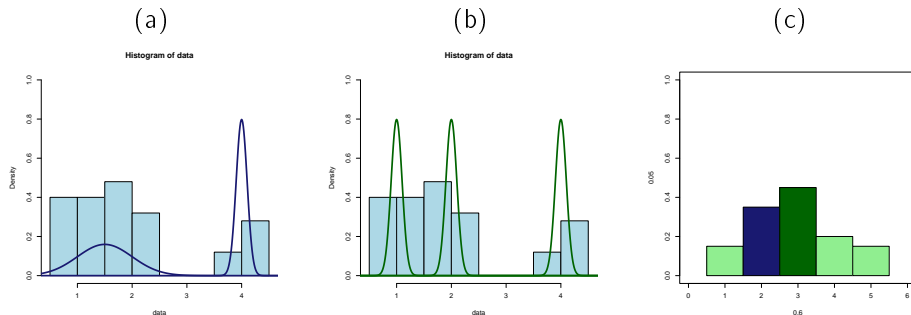 (a)
(b)
(c)
Histogram of data
Density
0.0 0.2 0.4 0.6 0.8 1.0
1 2 3 4
data
Histogram of data
Density
0.0 0.2 0.4 0.6 0.8 1.0
1 2 3 4
data
0.05
0.0 0.2 0.4 0.6 0.8 1.0
0 1 2 3 4 5 6
0.6